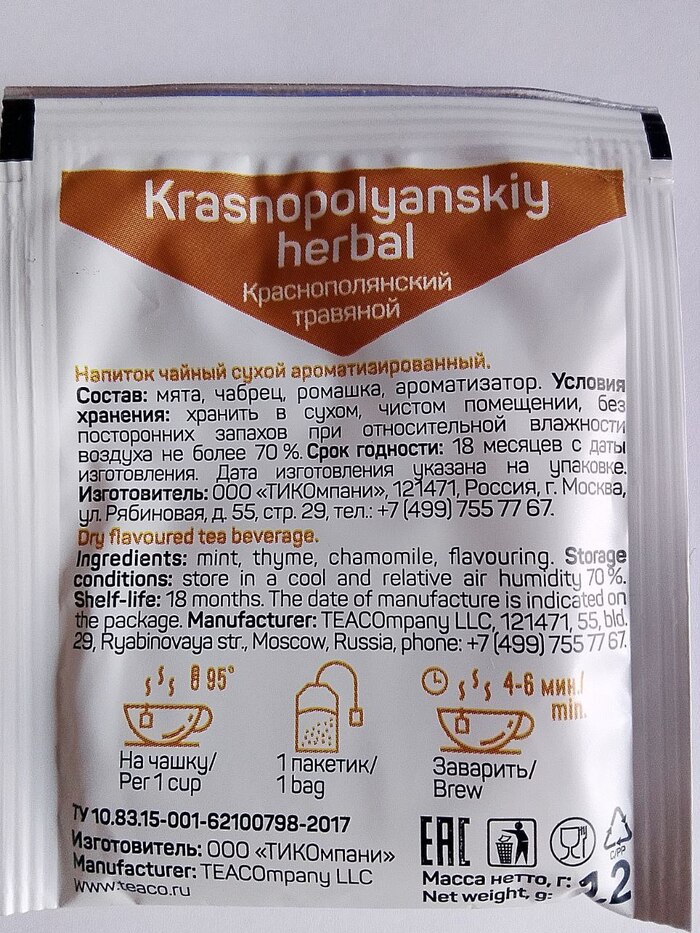 Krasnopolyanskiy
herbal
Краснополянский
травяной
Напиток чайный сухой ароматизированный.
Состав: мята, чабрец, ромашка, ароматизатор. Условия
хранения: хранить в сухом, чистом помещении, без
посторонних запахов при относительной влажности
воздуха не более 70 %. Срок годности: 18 месяцев с даты
изготовления. Дата изготовления указана на упаковке.
Изготовитель: ООО «ТИКОмпани», 121471, Россия, г. Москва,
ул. Рябиновая, д. 55, стр. 29, тел.: +7 (499) 755 77 67.
Dry flavoured tea beverage.
Ingredients: mint, thyme, chamomile, flavouring. Storage
conditions: store in a cool and relative air humidity 70 %.
Shelf-life: 18 months. The date of manufacture is indicated on
the package. Manufacturer: TEACOmpany LLC, 121471, 55, bld.
29, Ryabinovaya str., Moscow, Russia, phone: +7 (499) 755 77 67.
95°
4-6 мин./
min.
На чашку/
Per 1 cup
1 пакетик/
1 bag
Заварить/
Brew
ТУ 10.83.15-001-62100798-2017
Изготовитель: ООО «ТИКОмпани»
Manufacturer: TEACOmpany LLC
www.teaco.ru
EAC
C/PP
Масса нетто, г:
Net weight, g: